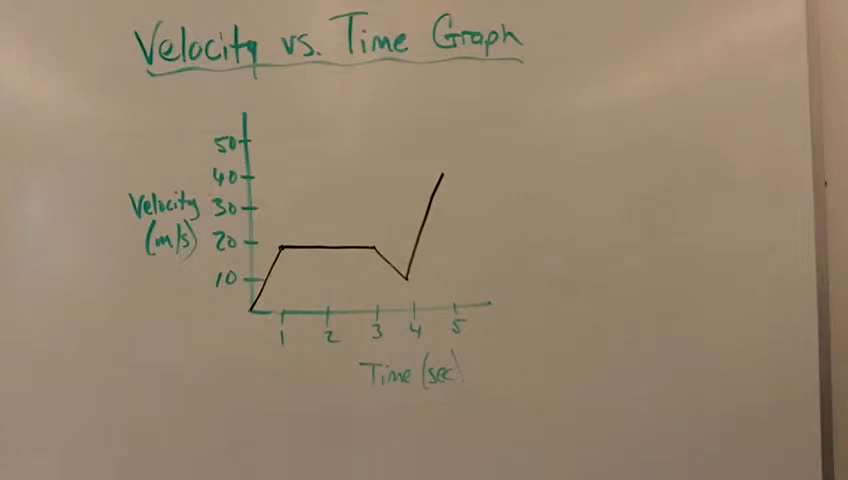 Velocity vs. Time Graph
50
40
Velocity 30
(m/s) 20
10
1 2 3 4 5
Time (sec)